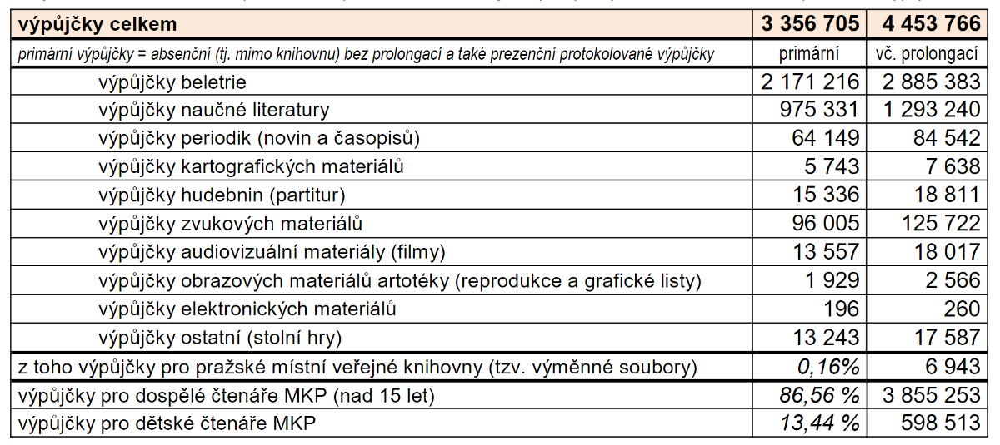 výpůjčky celkem 3 356 705 4 453 766
primární výpůjčky = absenční (tj. mimo knihovnu) bez prolongací a také prezenční protokolované výpůjčky primární vč. prolongací
výpůjčky beletrie 2 171 216 2 885 383
výpůjčky naučné literatury 975 331 1 293 240
výpůjčky periodik (novin a časopisů) 64 149 84 542
výpůjčky kartografických materiálů 5 743 7 638
výpůjčky hudebnin (partitur) 15 336 18 811
výpůjčky zvukových materiálů 96 005 125 722
výpůjčky audiovizuální materiály (filmy) 13 557 18 017
výpůjčky obrazových materiálů artotéky (reprodukce a grafické listy) 1 929 2 566
výpůjčky elektronických materiálů 196 260
výpůjčky ostatní (stolní hry) 13 243 17 587
z toho výpůjčky pro pražské místní veřejné knihovny (tzv. výměnné soubory) 0,16% 6 943
výpůjčky pro dospělé čtenáře MKP (nad 15 let) 86,56 % 3 855 253
výpůjčky pro dětské čtenáře MKP 13,44 % 598 513